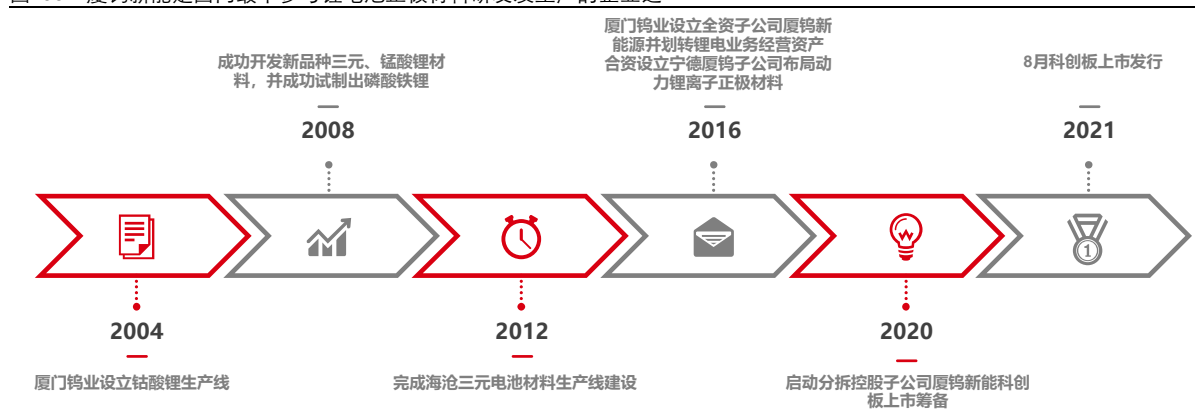 厦门钨业设立全资子公司厦钨新
能源并划转锂电业务经营资产
合资设立宁德厦钨子公司布局动
力锂离子正极材料
成功开发新品种三元、锰酸锂材
料，并成功试制出磷酸铁锂
8月科创板上市发行
2008
2016
2021
1
2004
2012
2020
厦门钨业设立钴酸锂生产线
完成海沧三元电池材料生产线建设
启动分拆控股子公司厦钨新能科创
板上市筹备